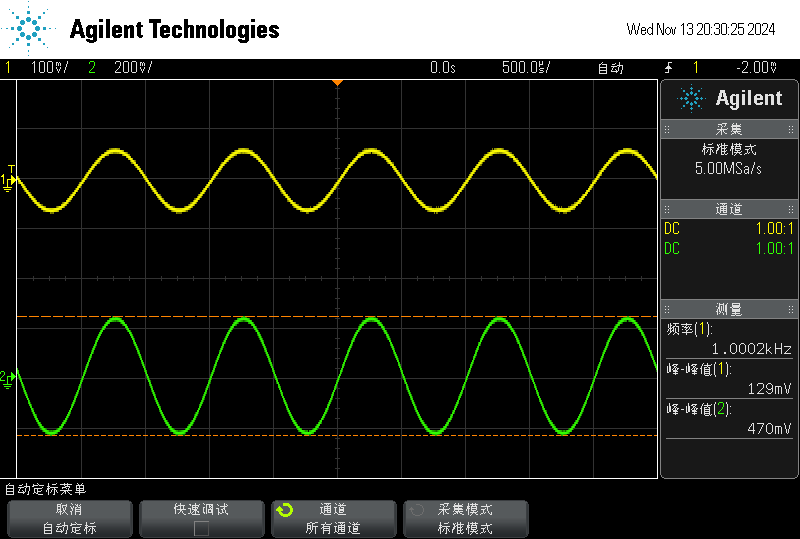 Agilent Technologies
Wed Nov 13 20:30:25 2024
1 100mV/ 2 200mV/ 0.0s 500.0us/ 自动 1 -2.00mV
Agilent
采集
标准模式
5.00MSa/s
通道
DC 1.00:1
DC 1.00:1
测量
频率(1):
1.0002kHz
峰-峰值(1):
129mV
峰-峰值(2):
470mV
T
1
2
自动定标菜单
取消
自动定标
快速调试
通道
所有通道
采集模式
标准模式